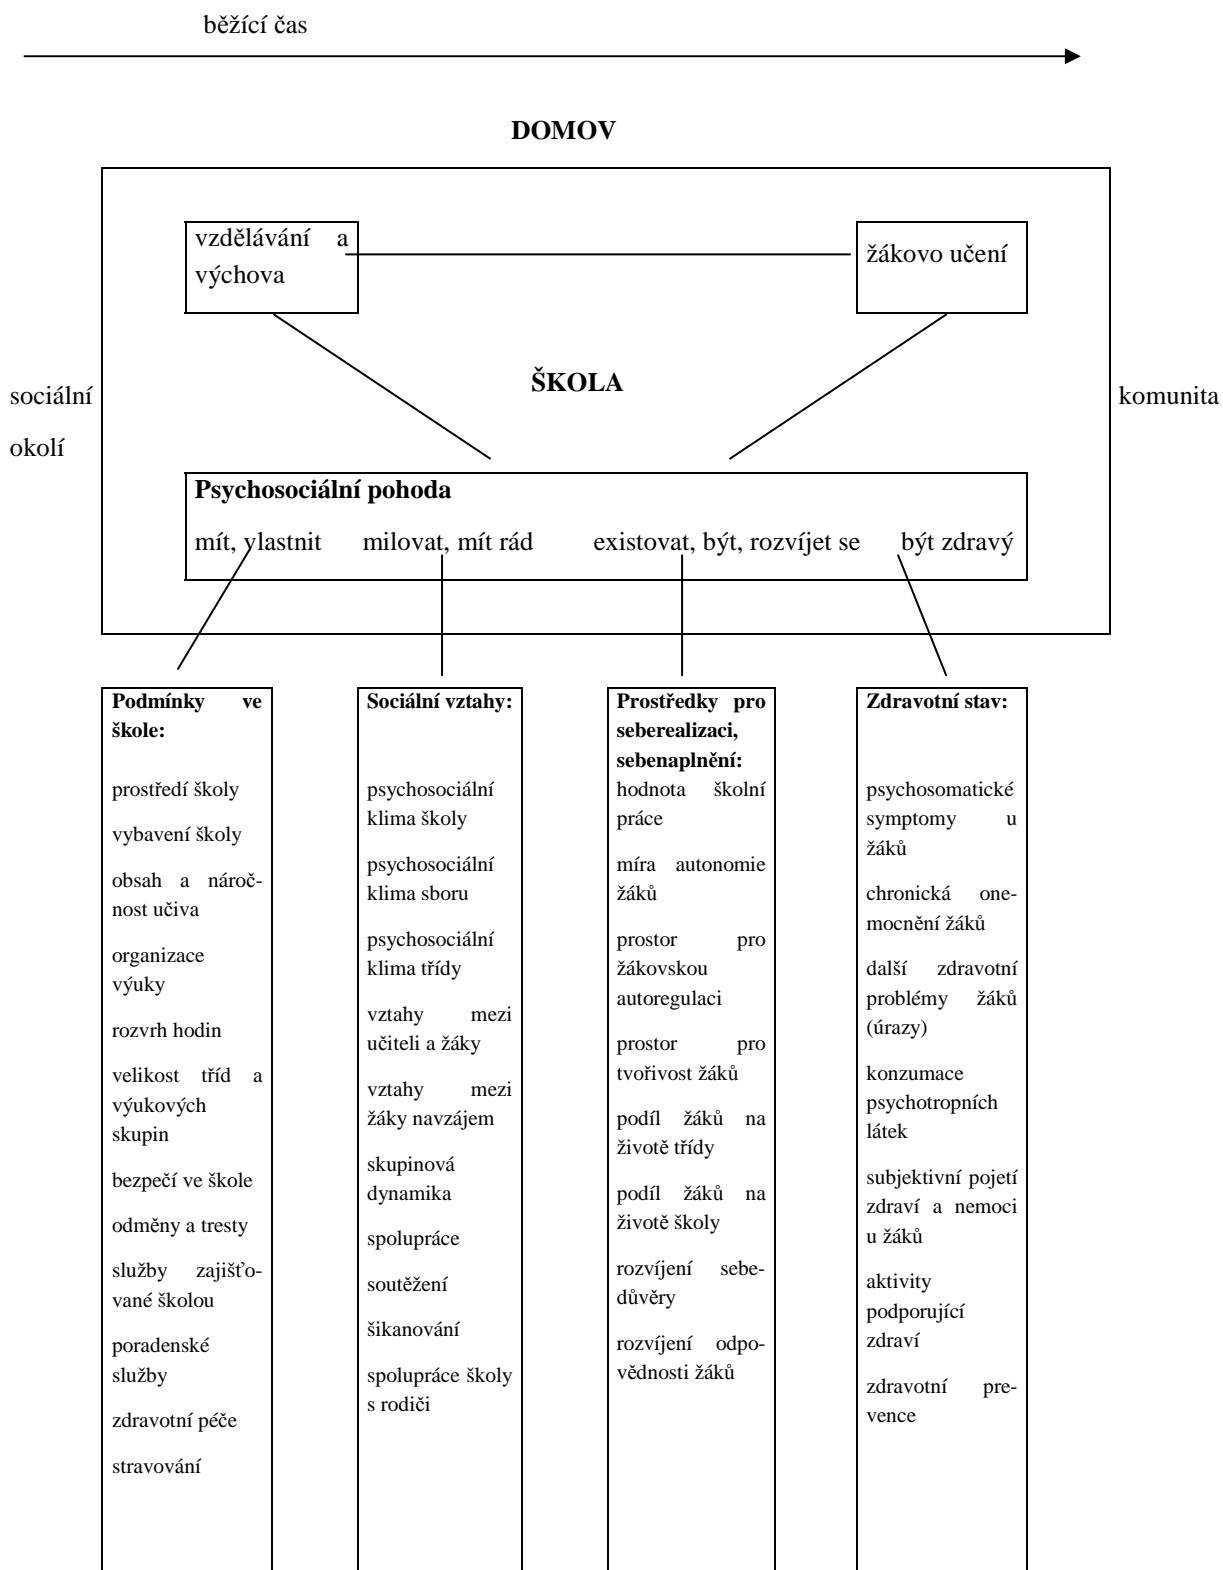 běžící čas
DOMOV
vzdělávání a
výchova
žákovo učení
ŠKOLA
sociální
okolí
komunita
Psychosociální pohoda
mít, vlastnit milovat, mít rád existovat, být, rozvíjet se být zdravý
Podmínky ve
škole:
prostředí školy
vybavení školy
obsah a nároč-
nost učiva
organizace
výuky
rozvrh hodin
velikost tříd a
výukových
skupin
bezpečí ve škole
odměny a tresty
služby zajišťo-
vané školou
poradenské
služby
zdravotní péče
stravování
Sociální vztahy:
psychosociální
klima školy
psychosociální
klima sboru
psychosociální
klima třídy
vztahy mezi
učiteli a žáky
vztahy mezi
žáky navzájem
skupinová
dynamika
spolupráce
soutěžení
šikanování
spolupráce školy
s rodiči
Prostředky pro
seberealizaci,
sebenaplnění:
hodnota školní
práce
míra autonomie
žáků
prostor pro
žákovskou
autoregulaci
prostor pro
tvořivost žáků
podíl žáků na
životě třídy
podíl žáků na
životě školy
rozvíjení sebe-
důvěry
rozvíjení odpo-
vědnosti žáků
Zdravotní stav:
psychosomatické
symptomy u
žáků
chronická one-
mocnění žáků
další zdravotní
problémy žáků
(úrazy)
konzumace
psychotropních
látek
subjektivní pojetí
zdraví a nemoci
u žáků
aktivity
podporující
zdraví
zdravotní pre-
vence